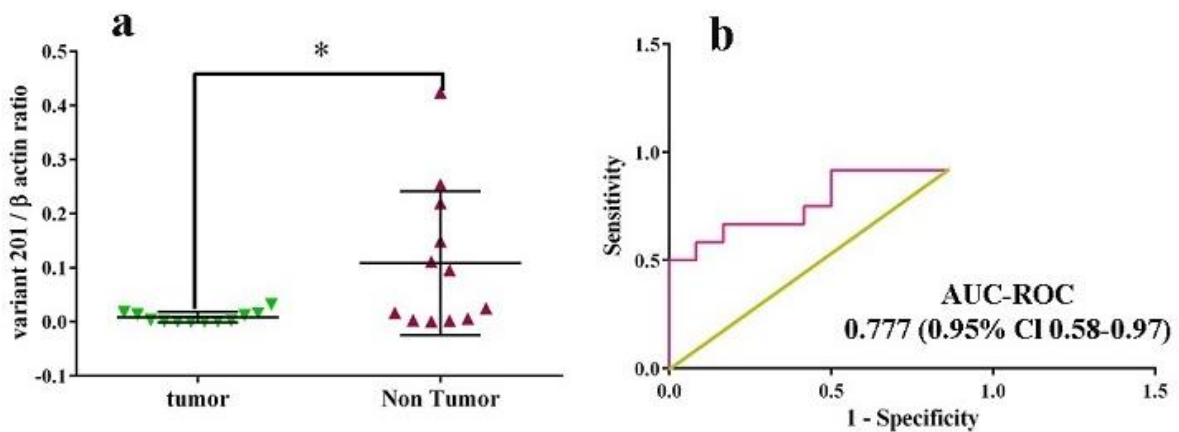 a
*
0.5
0.4
0.3
0.2
0.1
0.0
-0.1
variant 201 / β actin ratio
tumor Non Tumor
b
1.5
1.0
0.5
0.0
Sensitivity
AUC-ROC
0.777 (0.95% CI 0.58-0.97)
0.0 0.5 1.0 1.5
1 - Specificity